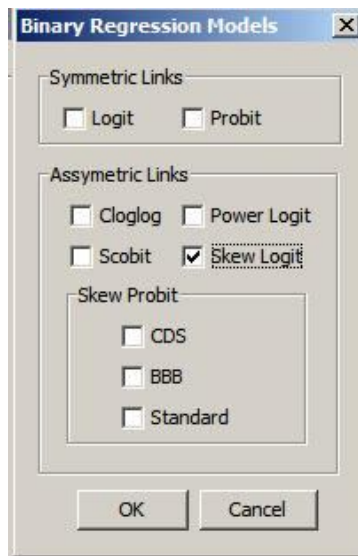 Binary Regression Models
Symmetric Links
Logit Probit
Assymetric Links
Cloglog Power Logit
Scobit Skew Logit
Skew Probit
CDS
BBB
Standard
OK Cancel